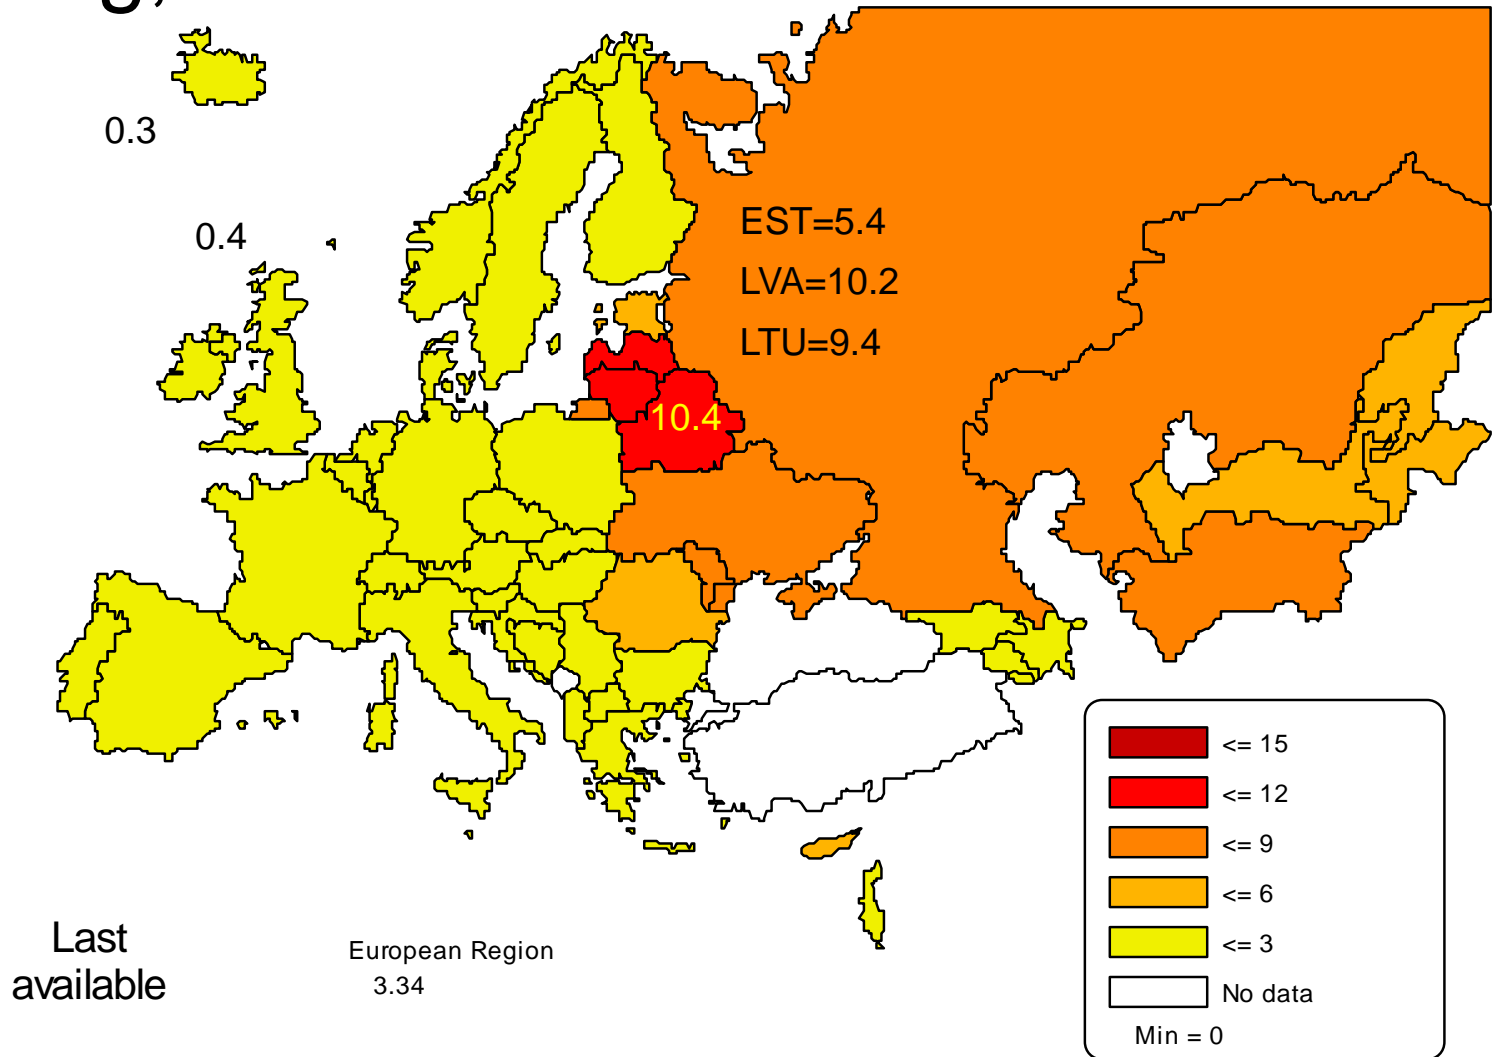 0.3
0.4
EST=5.4
LVA=10.2
LTU=9.4
10.4
<= 15
<= 12
<= 9
<= 6
<= 3
No data
Min = 0
Last
available
European Region
3.34